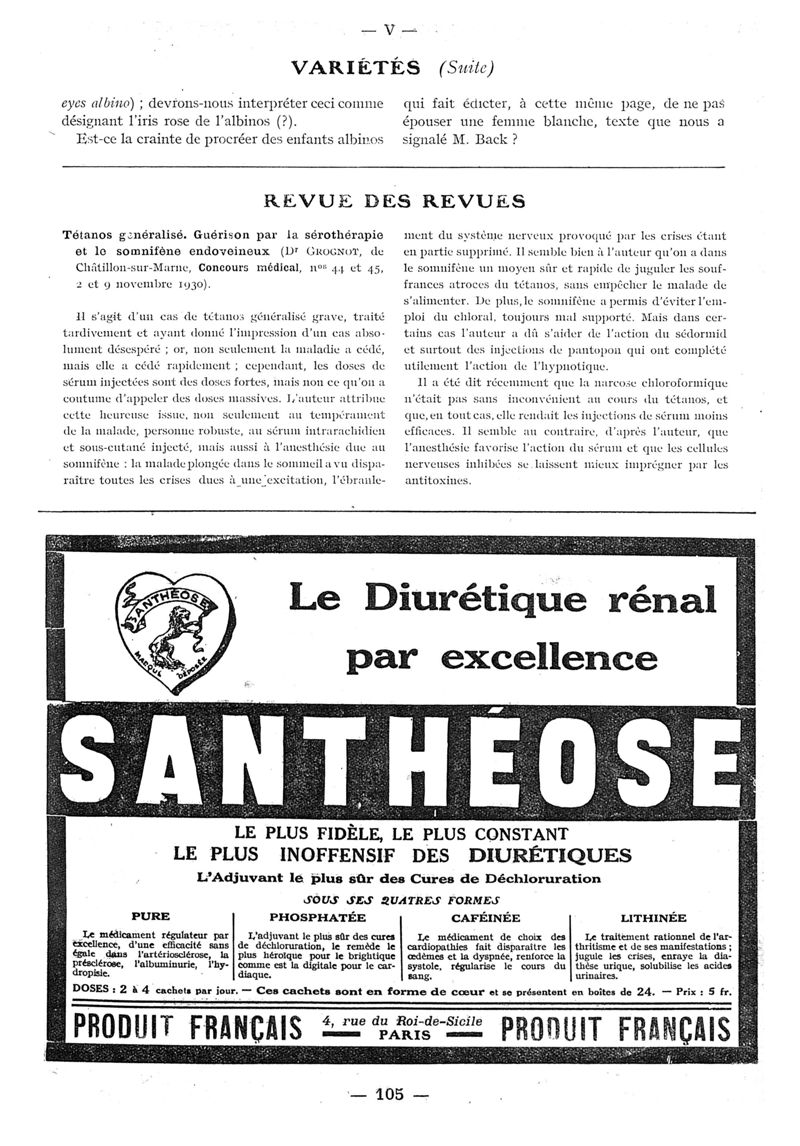 — V —
VARIÉTÉS (Suite)
eyes albino) ; devrons-nous interpréter ceci comme
désignant l'iris rose de l'albinos (?).
Est-ce la crainte de procréer des enfants albinos
qui fait édicter, à cette même page, de ne pas
épouser une femme blanche, texte que nous a
signalé M. Back ?
REVUE DES REVUES
Tétanos généralisé. Guérison par la sérothérapie
et le somnifène endoveineux (Dr GROGNOT, de
Châtillon-sur-Marne, Concours médical, nos 44 et 45,
2 et 9 novembre 1930).
Il s'agit d'un cas de tétanos généralisé grave, traité
tardivement et ayant donné l'impression d'un cas abso-
lument désespéré ; or, non seulement la maladie a cédé,
mais elle a cédé rapidement ; cependant, les doses de
sérum injectées sont des doses fortes, mais non ce qu'on a
coutume d'appeler des doses massives. L'auteur attribue
cette heureuse issue, non seulement au tempérament
de la malade, personne robuste, au sérum intrarachidien
et sous-cutané injecté, mais aussi à l'anesthésie due au
somnifène : la malade plongée dans le sommeil a vu dispa-
raître toutes les crises dues à une excitation, l'ébranle-
ment du système nerveux provoqué par les crises étant
en partie supprimé. Il semble bien à l'auteur qu'on a dans
le somnifène un moyen sûr et rapide de juguler les souf-
frances atroces du tétanos, sans empêcher le malade de
s'alimenter. De plus, le somnifène a permis d'éviter l'em-
ploi du chloral, toujours mal supporté. Mais dans cer-
tains cas l'auteur a dû s'aider de l'action du sédormid
et surtout des injections de pantopon qui ont complété
utilement l'action de l'hypnotique.
Il a été dit récemment que la narcose chloroformique
n'était pas sans inconvénient au cours du tétanos, et
que, en tout cas, elle rendait les injections de sérum moins
efficaces. Il semble au contraire, d'après l'auteur, que
l'anesthésie favorise l'action du sérum et que les cellules
nerveuses inhibées se laissent mieux imprégner par les
antitoxines.
SANTHÉOSE
MARQUE DÉPOSÉE
Le Diurétique rénal
par excellence
SANTHÉOSE
LE PLUS FIDÈLE, LE PLUS CONSTANT
LE PLUS INOFFENSIF DES DIURÉTIQUES
L'Adjuvant le plus sûr des Cures de Déchloruration
SOUS SES QUATRES FORMES
PURE
Le médicament régulateur par
excellence, d'une efficacité sans
égale dans l'artériosclérose, la
présclérose, l'albuminurie, l'hy-
dropisie.
PHOSPHATÉE
L'adjuvant le plus sûr des cures
de déchloruration, le remède le
plus héroïque pour le brightique
comme est la digitale pour le car-
diaque.
CAFÉINÉE
Le médicament de choix des
cardiopathies fait disparaître les
œdèmes et la dyspnée, renforce la
systole, régularise le cours du
sang.
LITHINÉE
Le traitement rationnel de l'ar-
thritisme et de ses manifestations ;
jugule les crises, enraye la dia-
thèse urique, solubilise les acides
urinaires.
DOSES : 2 à 4 cachets par jour. — Ces cachets sont en forme de cœur et se présentent en boîtes de 24. — Prix : 5 fr.
PRODUIT FRANÇAIS
4, rue du Roi-de-Sicile
PARIS
PRODUIT FRANÇAIS
— 105 —